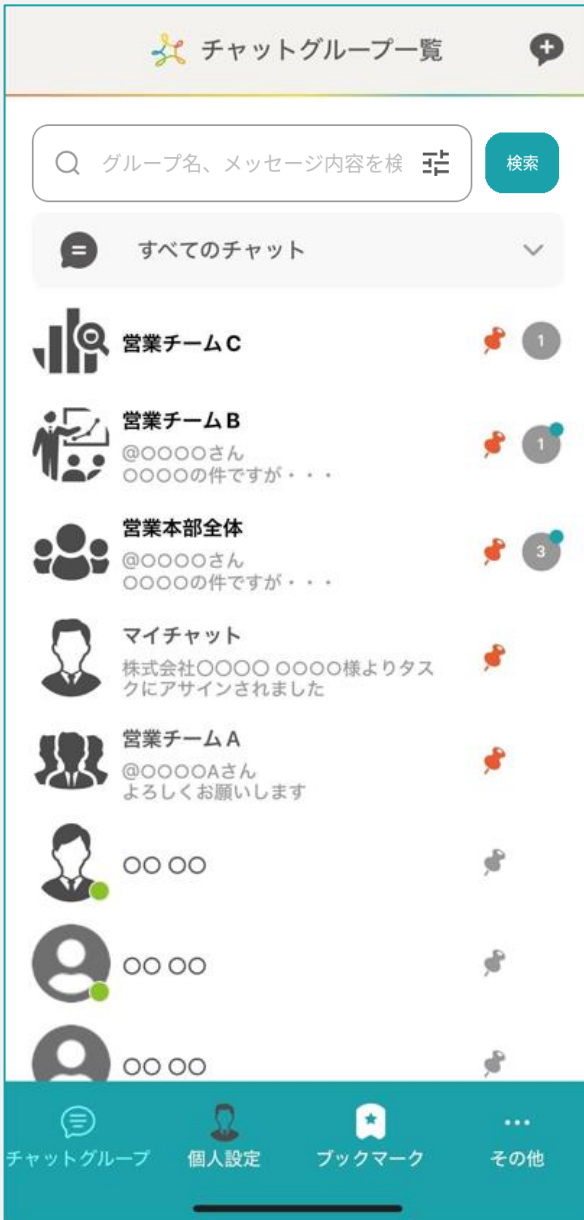 チャットグループ一覧
グループ名、メッセージ内容を検
検索
すべてのチャット
営業チームC
1
営業チームB
@○○○○さん
○○○○の件ですが・・・
1
営業本部全体
@○○○○さん
○○○○の件ですが・・・
3
マイチャット
株式会社○○○○ ○○○○様よりタス
クにアサインされました
営業チームA
@○○○○Aさん
よろしくお願いします
○○ ○○
○○ ○○
○○ ○○
チャットグループ
個人設定
ブックマーク
その他